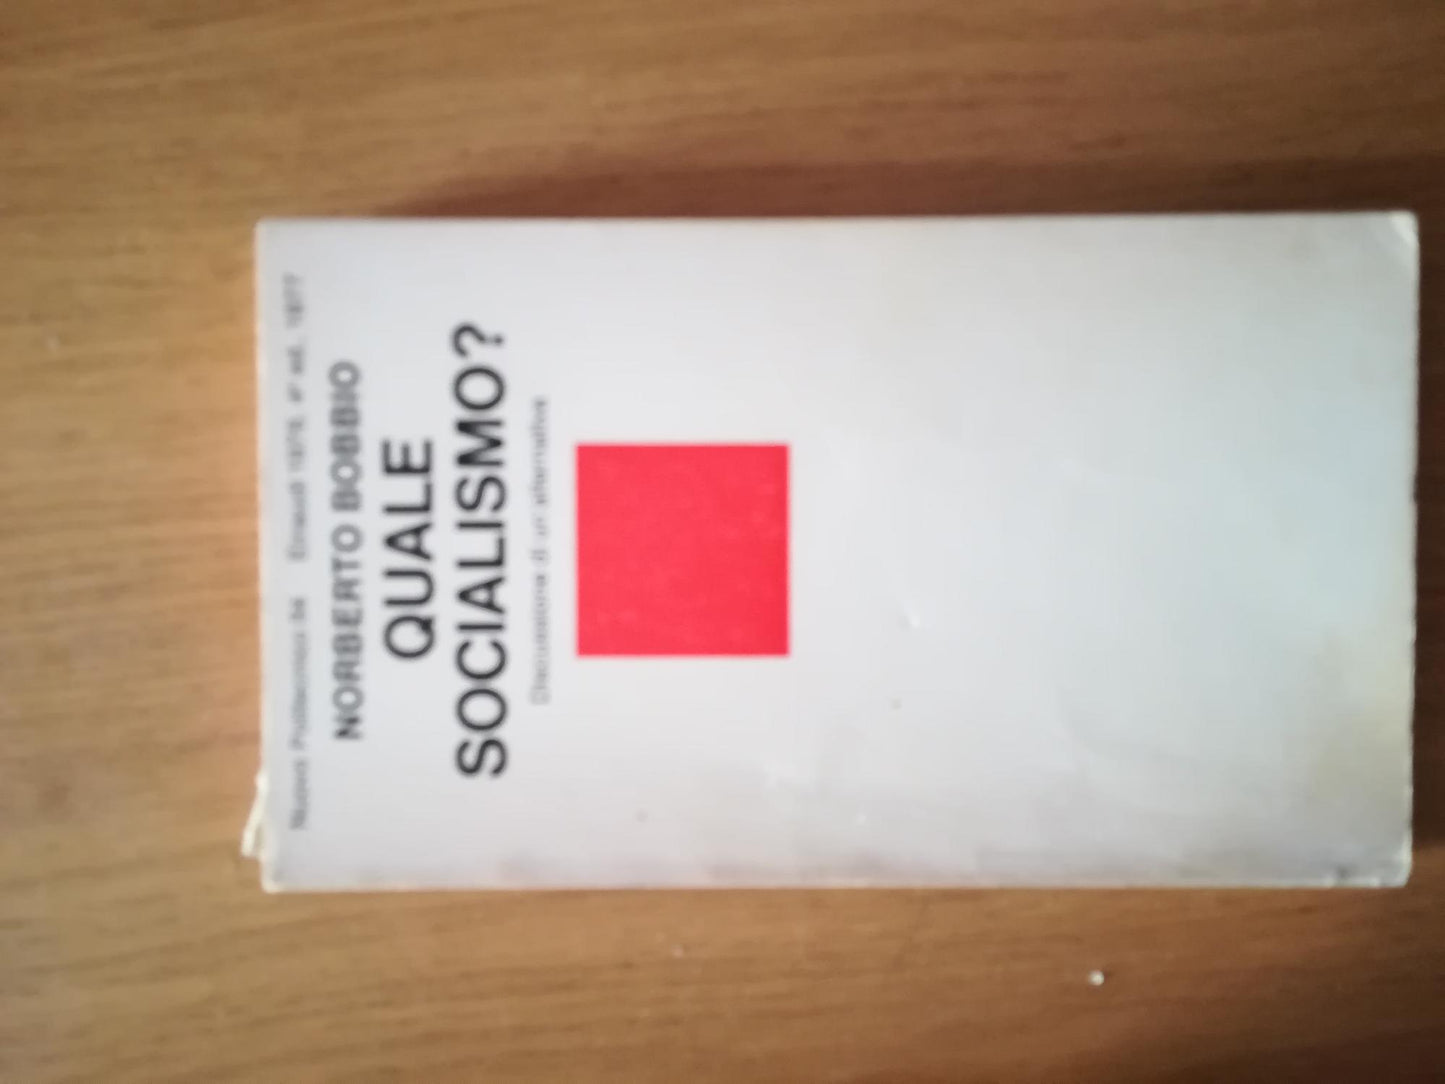 Nuovo Politecnico 84 Einaudi 1976, 4ª ed. 1977
NORBERTO BOBBIO
QUALE
SOCIALISMO?
Discussione di un'alternativa